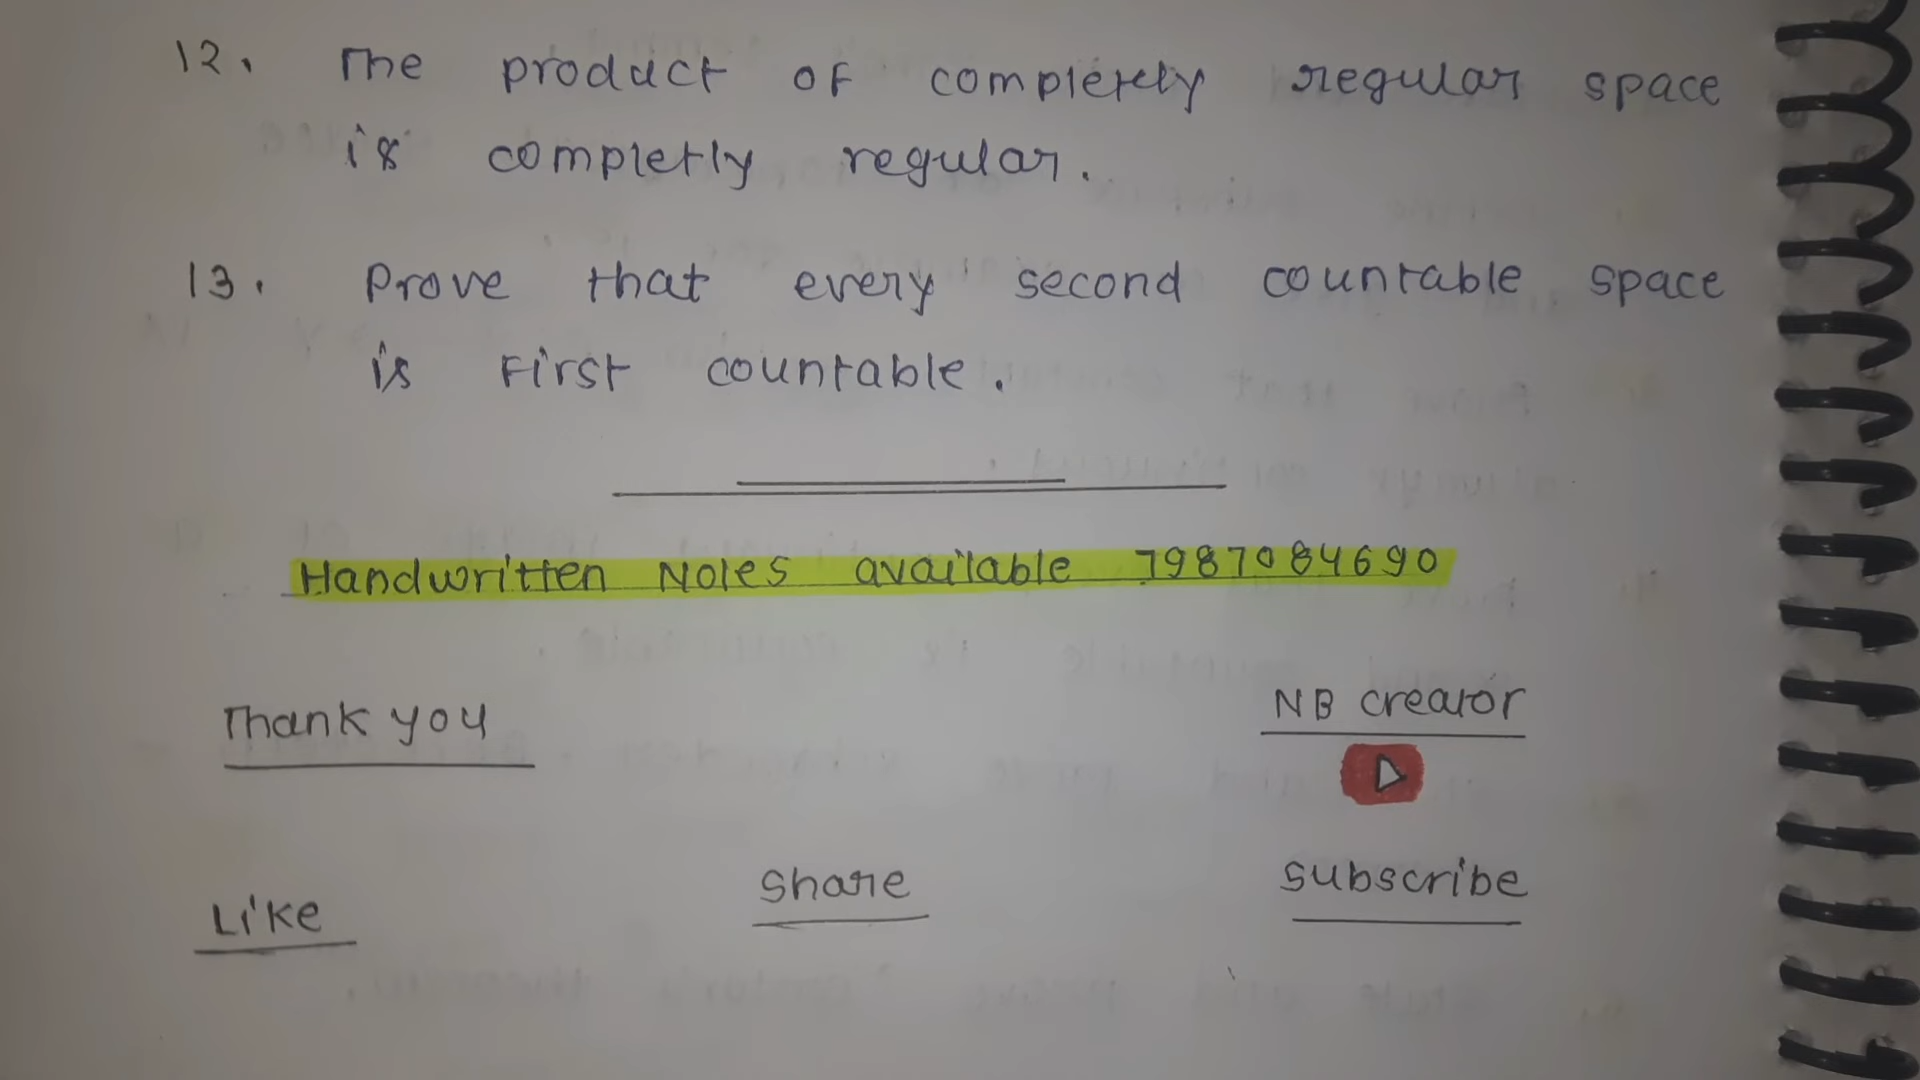 12. The product of completely regular space
is completly regular.
13. Prove that every second countable space
is First countable.
Handwritten Notes available 7987084690
Thank you
NB creator
Share
Subscribe
Like